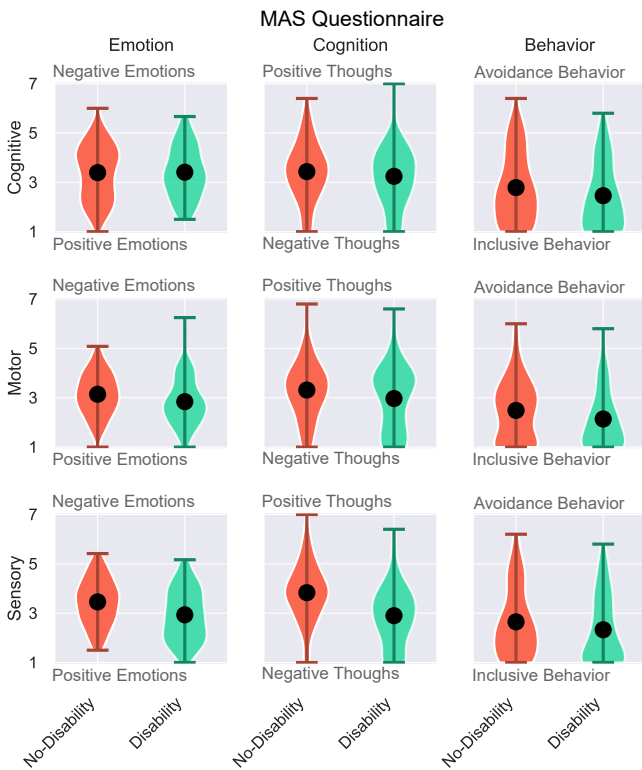 MAS Questionnaire
Emotion Cognition Behavior
Negative Emotions Positive Thoughs Avoidance Behavior
7
5
Cognitive
3
1
Positive Emotions Negative Thoughs Inclusive Behavior
Negative Emotions Positive Thoughs Avoidance Behavior
7
5
Motor
3
1
Positive Emotions Negative Thoughs Inclusive Behavior
Negative Emotions Positive Thoughs Avoidance Behavior
7
5
Sensory
3
1
Positive Emotions Negative Thoughs Inclusive Behavior
No-Disability Disability No-Disability Disability No-Disability Disability